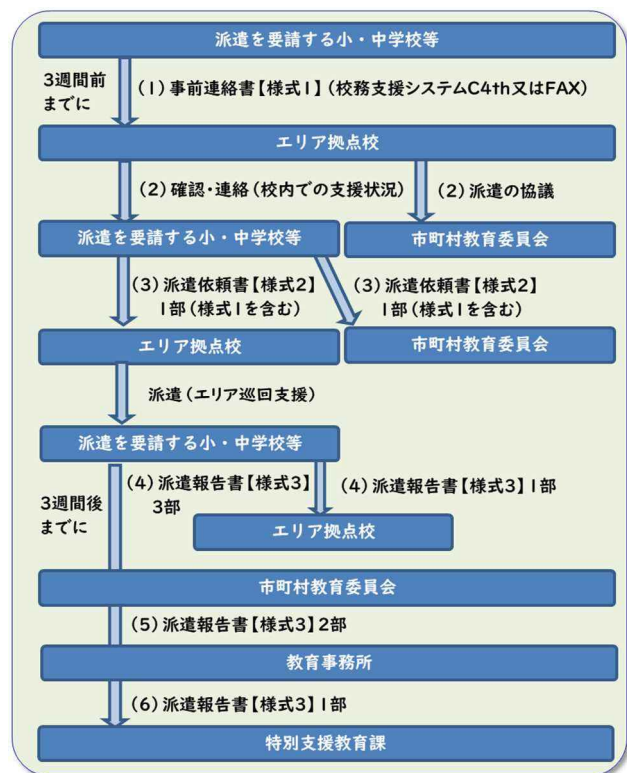 派遣を要請する小・中学校等
3週間前
までに
(1) 事前連絡書【様式1】(校務支援システムC4th又はFAX)
エリア拠点校
(2) 確認・連絡(校内での支援状況)
(2) 派遣の協議
派遣を要請する小・中学校等
市町村教育委員会
(3) 派遣依頼書【様式2】
1部(様式1を含む)
(3) 派遣依頼書【様式2】
1部(様式1を含む)
エリア拠点校
市町村教育委員会
派遣(エリア巡回支援)
派遣を要請する小・中学校等
3週間後
までに
(4) 派遣報告書【様式3】
3部
(4) 派遣報告書【様式3】1部
エリア拠点校
市町村教育委員会
(5) 派遣報告書【様式3】2部
教育事務所
(6) 派遣報告書【様式3】1部
特別支援教育課